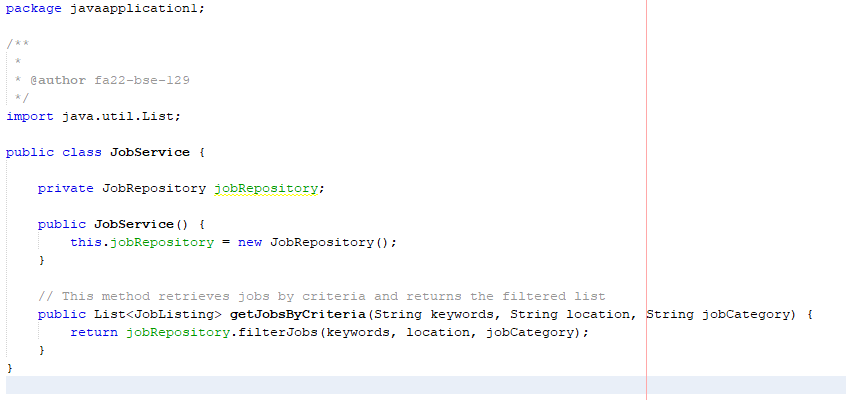 package javaapplication1;
/**
 *
 * @author fa22-bse-129
 */
import java.util.List;
public class JobService {
    private JobRepository jobRepository;
    public JobService() {
        this.jobRepository = new JobRepository();
    }
    // This method retrieves jobs by criteria and returns the filtered list
    public List<JobListing> getJobsByCriteria(String keywords, String location, String jobCategory) {
        return jobRepository.filterJobs(keywords, location, jobCategory);
    }
}